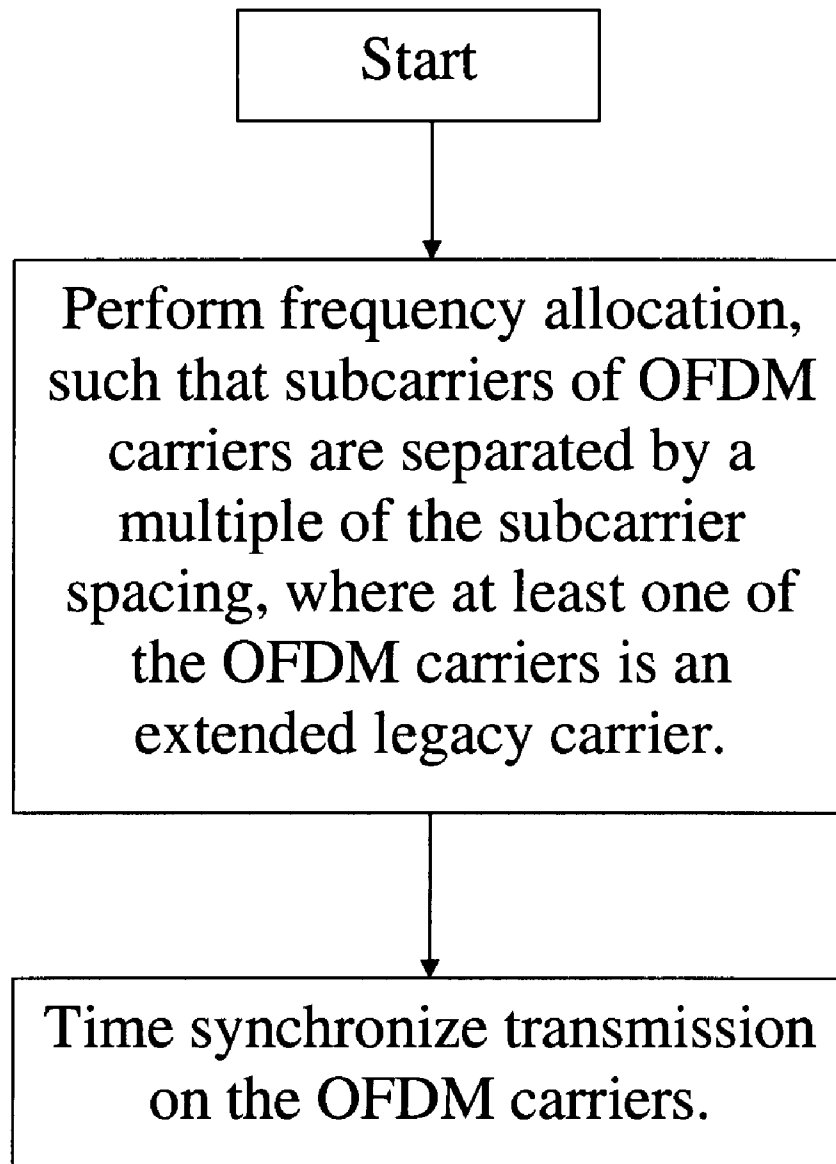 Start
Perform frequency allocation,
such that subcarriers of OFDM
carriers are separated by a
multiple of the subcarrier
spacing, where at least one of
the OFDM carriers is an
extended legacy carrier.
Time synchronize transmission
on the OFDM carriers.